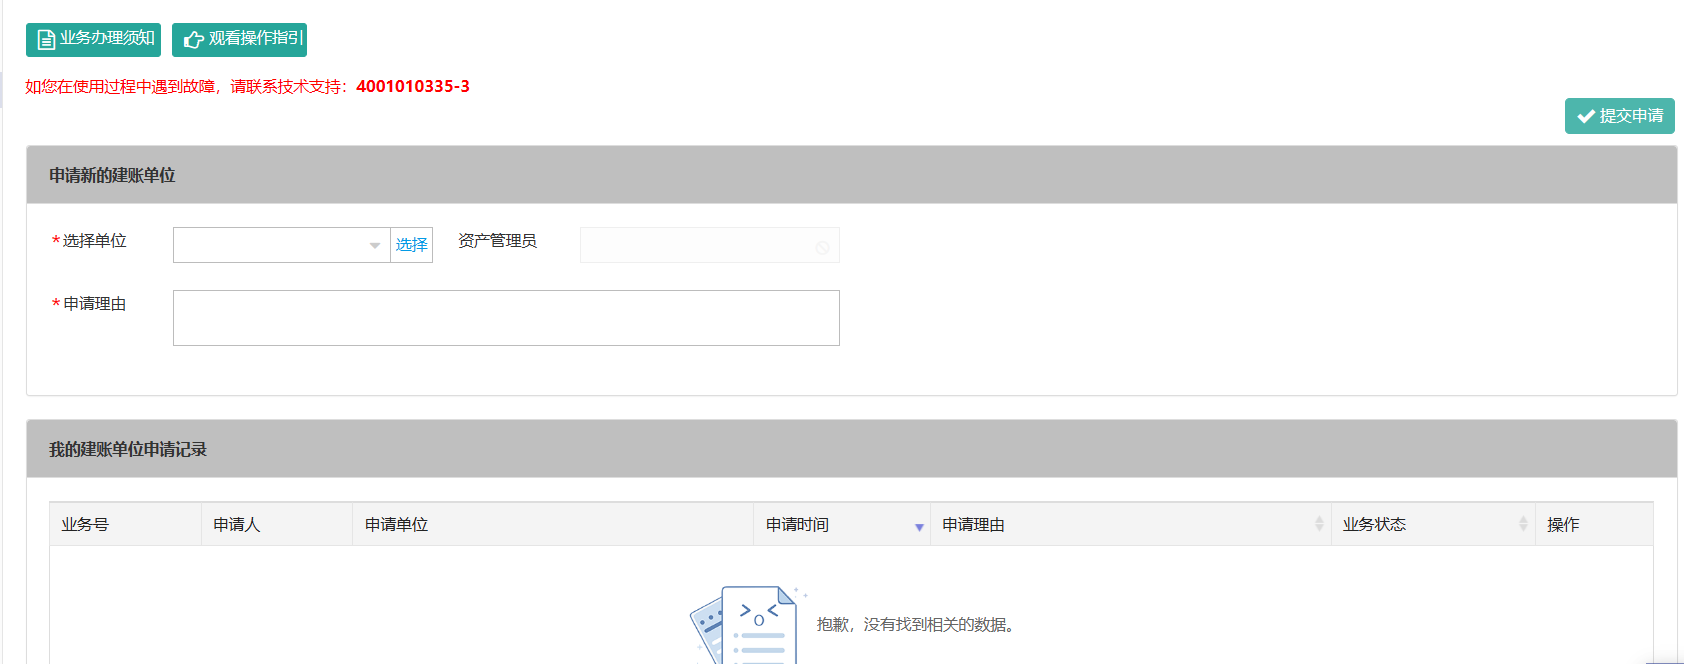 业务办理须知 观看操作指引
如您在使用过程中遇到故障，请联系技术支持：4001010335-3
提交申请
申请新的建账单位
*选择单位 选择 资产管理员
*申请理由
我的建账单位申请记录
业务号 申请人 申请单位 申请时间 申请理由 业务状态 操作
抱歉，没有找到相关的数据。